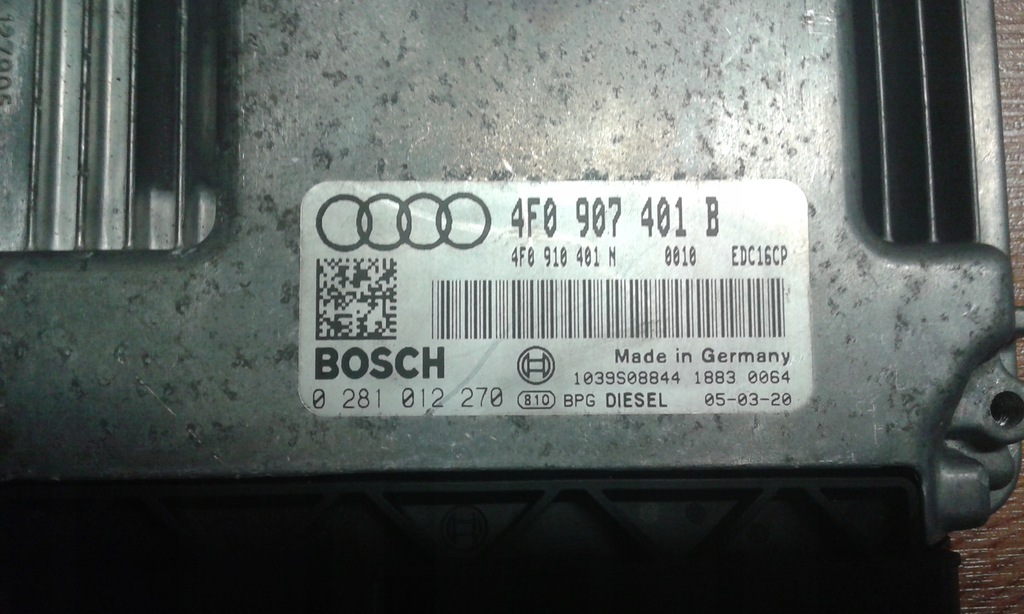 4F0 907 401 B
4F0 910 401 N 0010 EDC16CP
BOSCH
Made in Germany
1039S08844 1883 0064
0 281 012 270 810 BPG DIESEL 05-03-20